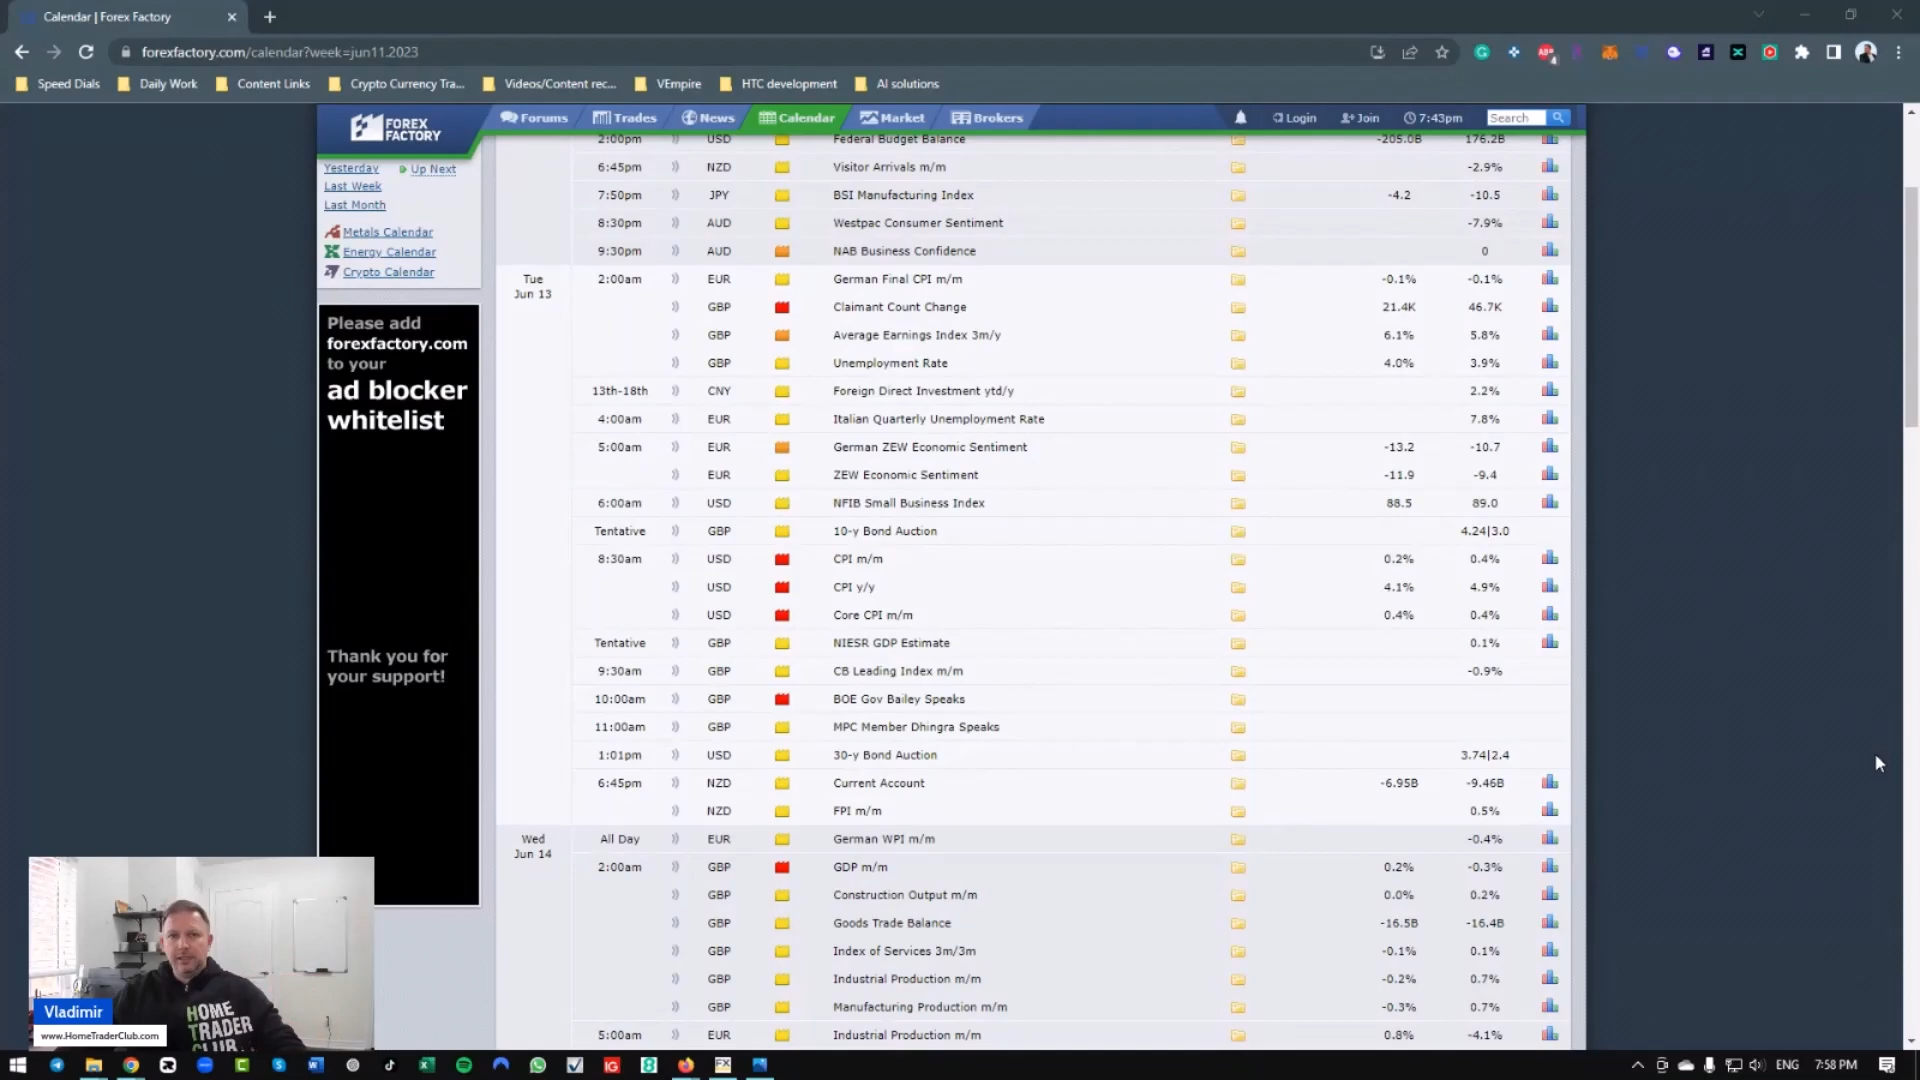 Calendar | Forex Factory
forexfactory.com/calendar?week=jun11.2023
Speed Dials Daily Work Content Links Crypto Currency Tra... Videos/Content rec... VEmpire HTC development AI solutions
FOREX FACTORY Forums Trades News Calendar Market Brokers Login Join 7:43pm Search
Yesterday Up Next
Last Week
Last Month
Metals Calendar
Energy Calendar
Crypto Calendar
Please add
forexfactory.com
to your
ad blocker
whitelist
Thank you for
your support!
2:00pm USD Federal Budget Balance -205.0B 176.2B
6:45pm NZD Visitor Arrivals m/m -2.9%
7:50pm JPY BSI Manufacturing Index -4.2 -10.5
8:30pm AUD Westpac Consumer Sentiment -7.9%
9:30pm AUD NAB Business Confidence 0
Tue Jun 13 2:00am EUR German Final CPI m/m -0.1% -0.1%
GBP Claimant Count Change 21.4K 46.7K
GBP Average Earnings Index 3m/y 6.1% 5.8%
GBP Unemployment Rate 4.0% 3.9%
13th-18th CNY Foreign Direct Investment ytd/y 2.2%
4:00am EUR Italian Quarterly Unemployment Rate 7.8%
5:00am EUR German ZEW Economic Sentiment -13.2 -10.7
EUR ZEW Economic Sentiment -11.9 -9.4
6:00am USD NFIB Small Business Index 88.5 89.0
Tentative GBP 10-y Bond Auction 4.24|3.0
8:30am USD CPI m/m 0.2% 0.4%
USD CPI y/y 4.1% 4.9%
USD Core CPI m/m 0.4% 0.4%
Tentative GBP NIESR GDP Estimate 0.1%
9:30am GBP CB Leading Index m/m -0.9%
10:00am GBP BOE Gov Bailey Speaks
11:00am GBP MPC Member Dhingra Speaks
1:01pm USD 30-y Bond Auction 3.74|2.4
6:45pm NZD Current Account -6.95B -9.46B
NZD FPI m/m 0.5%
Wed Jun 14 All Day EUR German WPI m/m -0.4%
2:00am GBP GDP m/m 0.2% -0.3%
GBP Construction Output m/m 0.0% 0.2%
GBP Goods Trade Balance -16.5B -16.4B
GBP Index of Services 3m/3m -0.1% 0.1%
GBP Industrial Production m/m -0.2% 0.7%
GBP Manufacturing Production m/m -0.3% 0.7%
5:00am EUR Industrial Production m/m 0.8% -4.1%
HOME
TRADER
CLUB
Vladimir
www.HomeTraderClub.com
ENG 7:58 PM